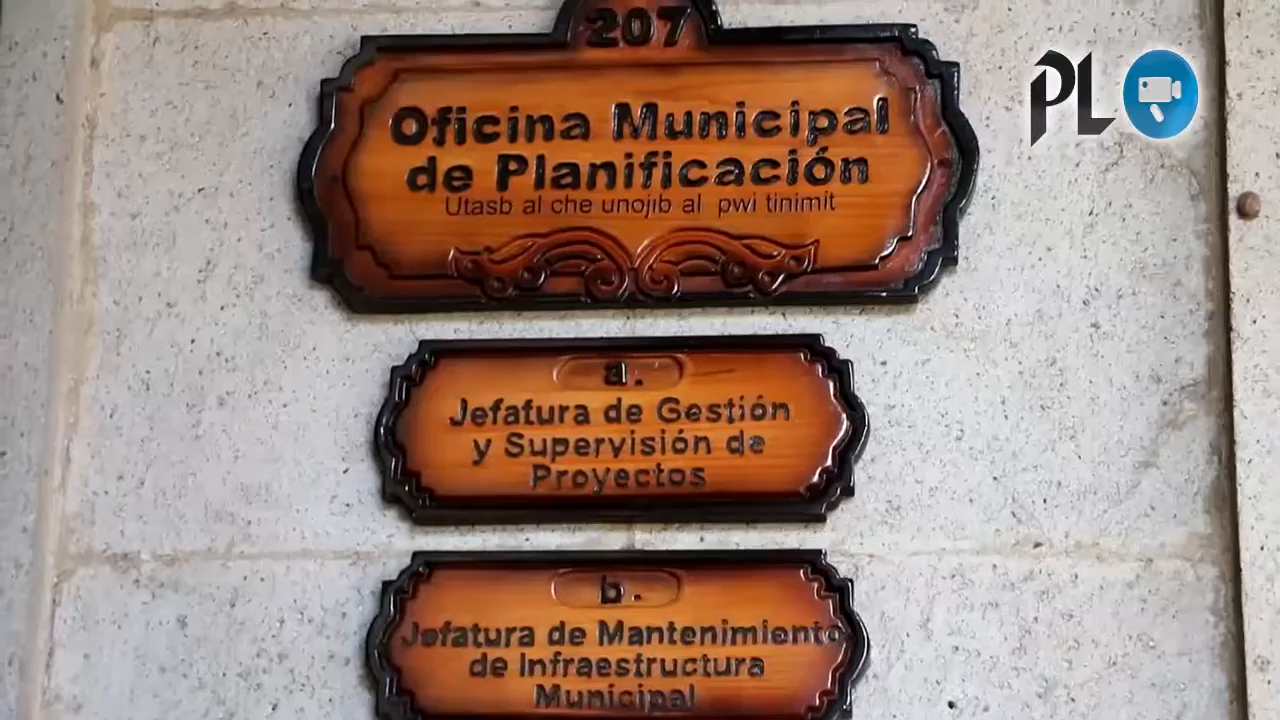 207
Oficina Municipal
de Planificación
Utasb al che unojib al pwi tinimit
a.
Jefatura de Gestión
y Supervisión de
Proyectos
b.
Jefatura de Mantenimiento
de Infraestructura
Municipal
PL